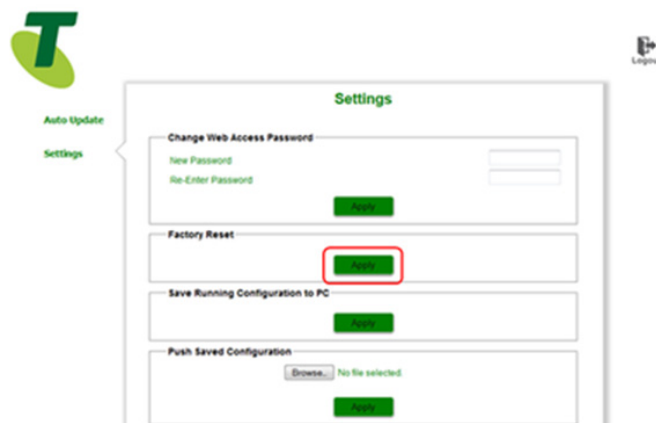 T
Logout
Settings
Auto Update
Settings
Change Web Access Password
New Password
Re-Enter Password
Apply
Factory Reset
Apply
Save Running Configuration to PC
Apply
Push Saved Configuration
Browse.. No file selected.
Apply